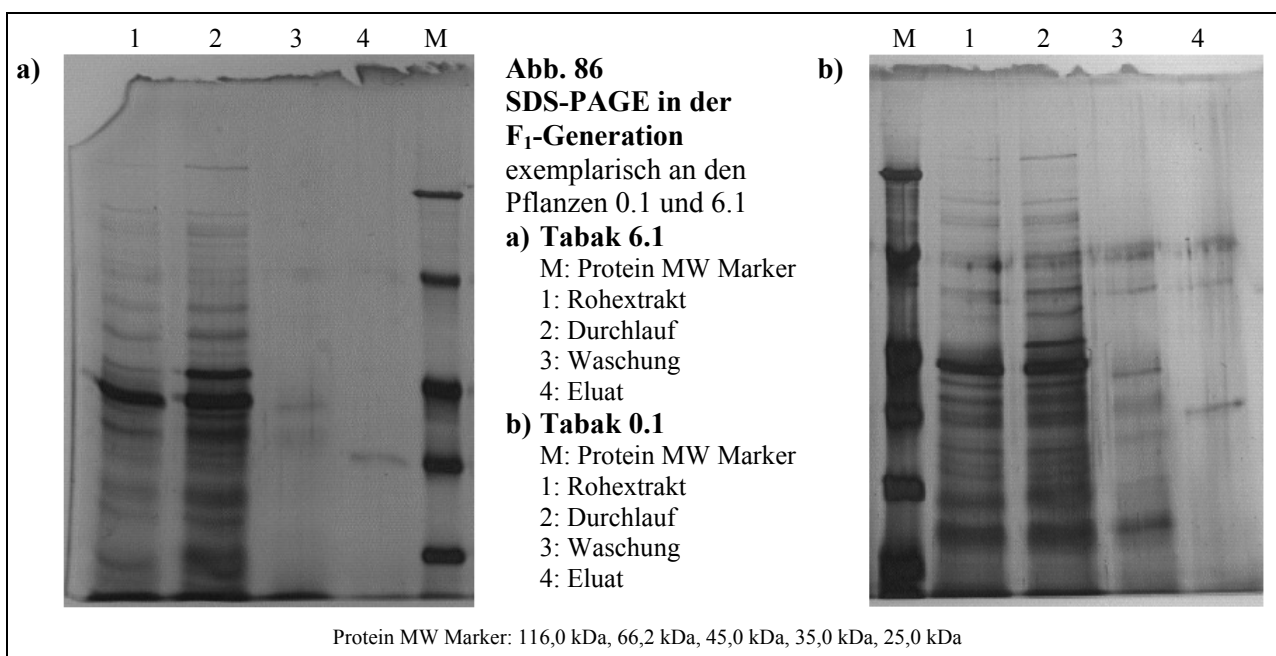 1 2 3 4 M
a)
Abb. 86
SDS-PAGE in der
F₁-Generation
exemplarisch an den
Pflanzen 0.1 und 6.1
a) Tabak 6.1
M: Protein MW Marker
1: Rohextrakt
2: Durchlauf
3: Waschung
4: Eluat
b) Tabak 0.1
M: Protein MW Marker
1: Rohextrakt
2: Durchlauf
3: Waschung
4: Eluat
b)
M 1 2 3 4
Protein MW Marker: 116,0 kDa, 66,2 kDa, 45,0 kDa, 35,0 kDa, 25,0 kDa